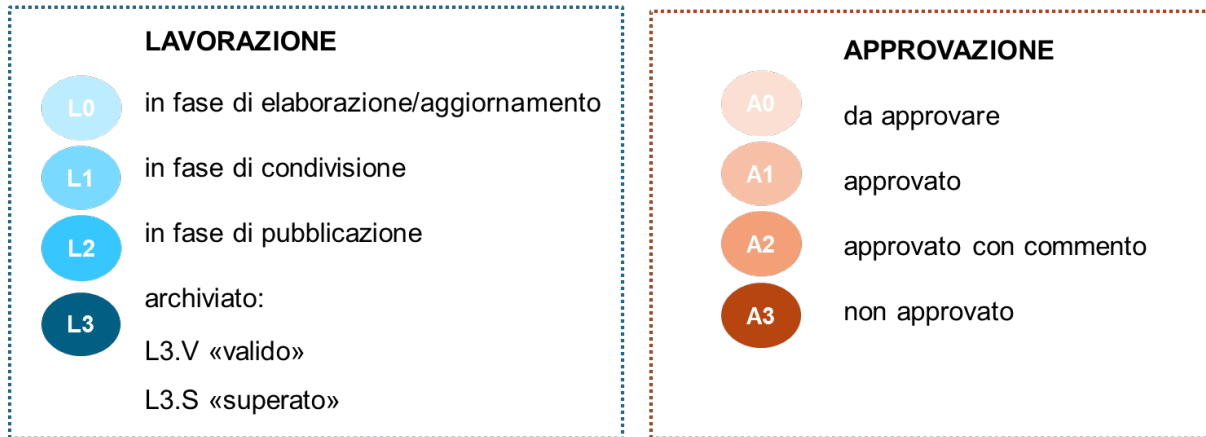 LAVORAZIONE
L0 in fase di elaborazione/aggiornamento
L1 in fase di condivisione
L2 in fase di pubblicazione
L3 archiviato:
L3.V «valido»
L3.S «superato»
APPROVAZIONE
A0 da approvare
A1 approvato
A2 approvato con commento
A3 non approvato